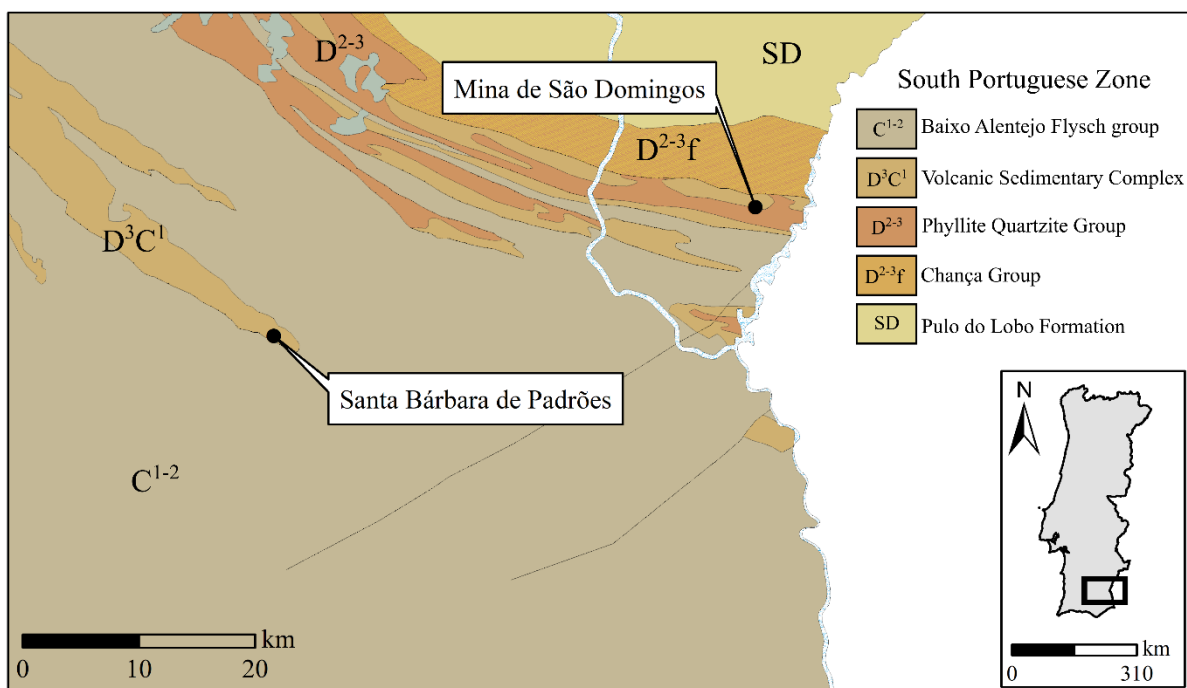 D²⁻³
SD
Mina de São Domingos
D²⁻³f
D³C¹
Santa Bárbara de Padrões
C¹⁻²
km
0 10 20
South Portuguese Zone
C¹⁻² Baixo Alentejo Flysch group
D³C¹ Volcanic Sedimentary Complex
D²⁻³ Phyllite Quartzite Group
D²⁻³f Chança Group
SD Pulo do Lobo Formation
N
km
0 310